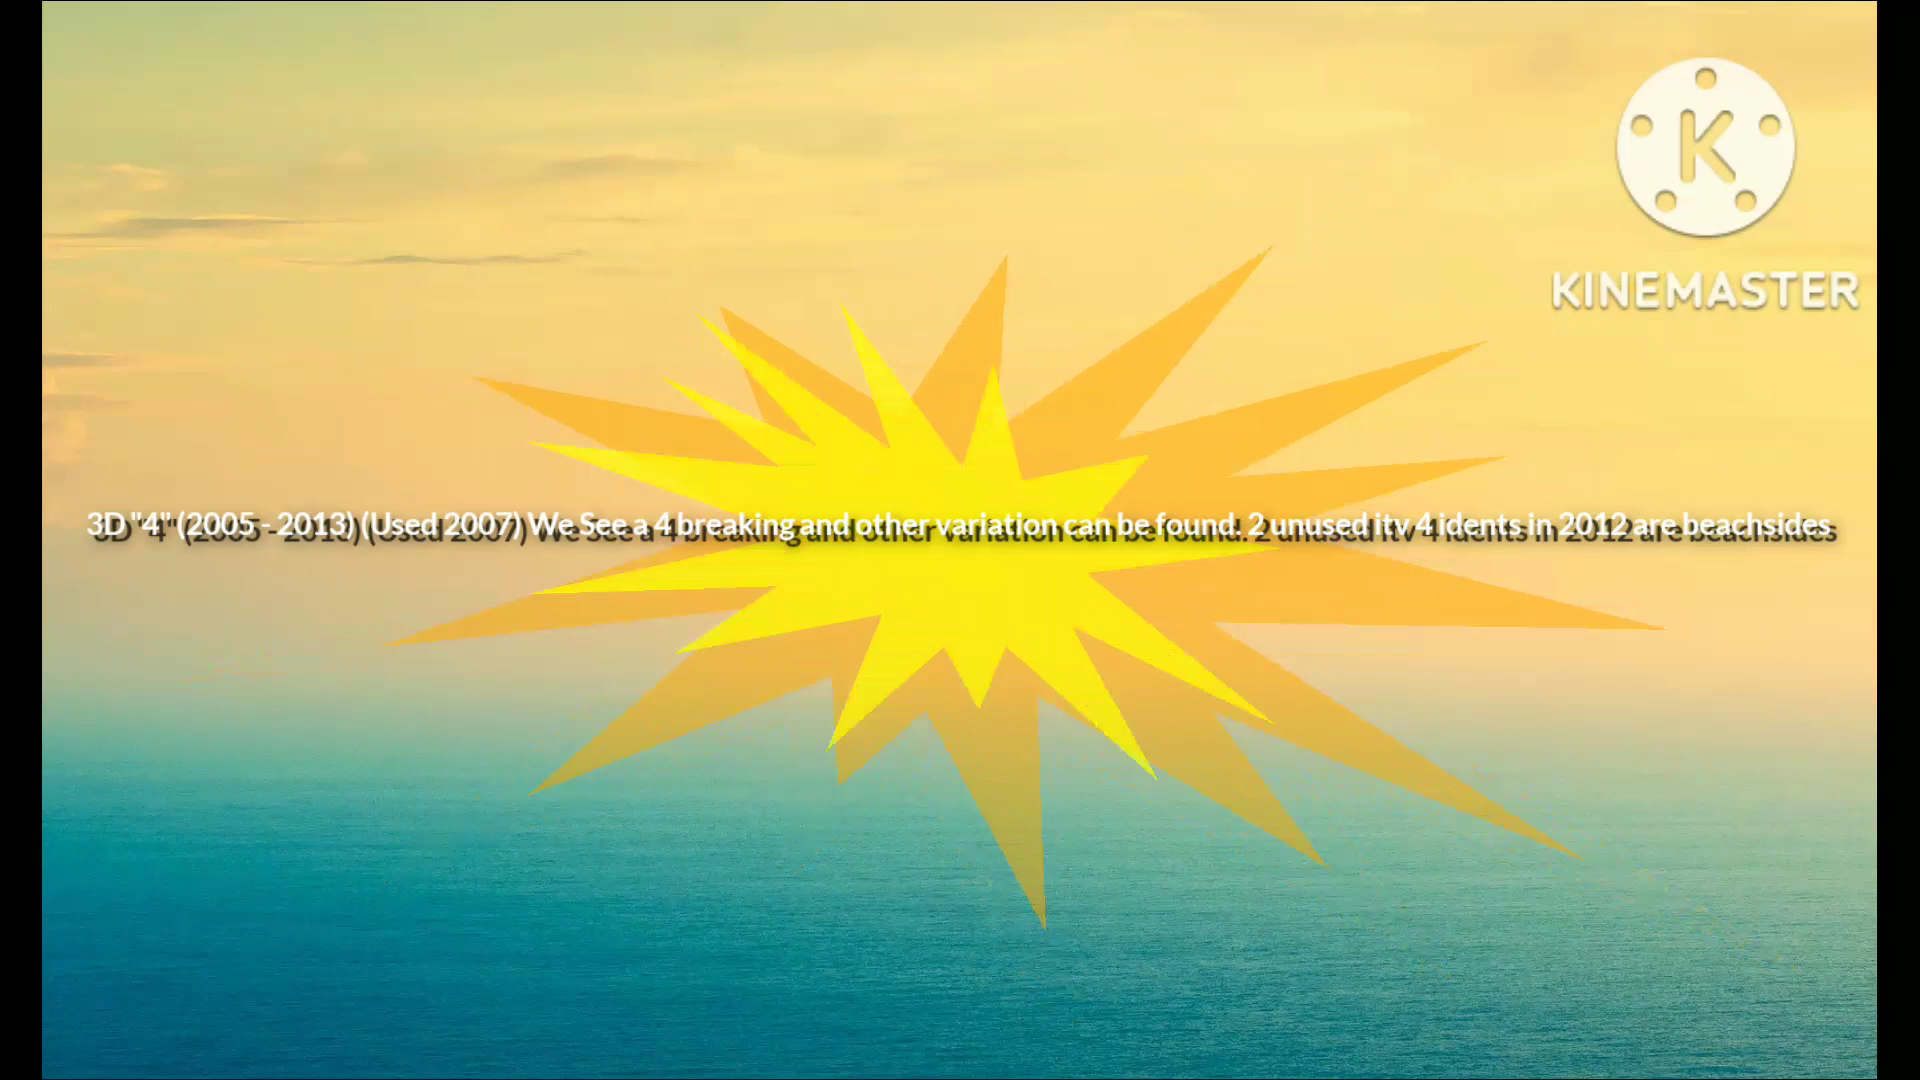 K
KINEMASTER
3D "4" (2005 - 2013) (Used 2007) We See a 4 breaking and other variation can be found. 2 unused itv 4 idents in 2012 are beachsides